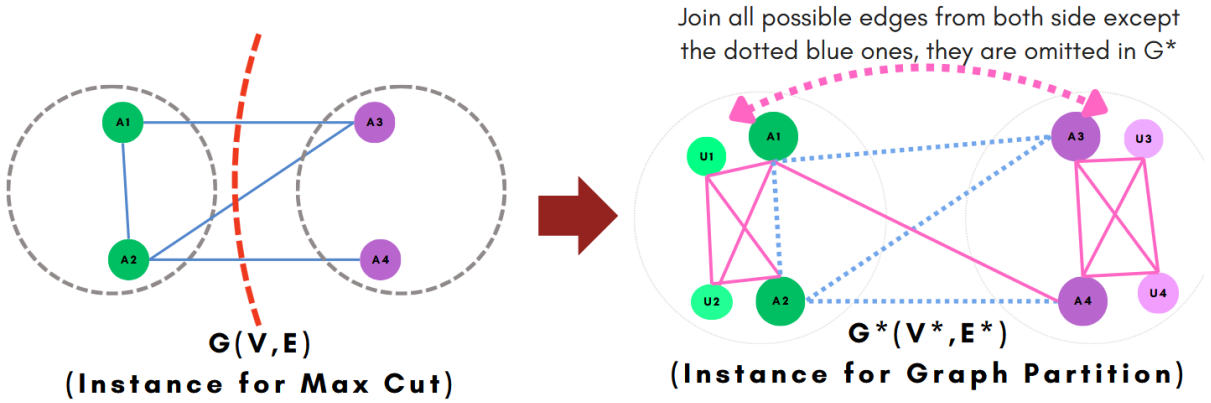 Join all possible edges from both side except
the dotted blue ones, they are omitted in G*
A1
A3
A2
A4
G(V,E)
(Instance for Max Cut)
A1
U1
U2
A2
A3
U3
A4
U4
G*(V*,E*)
(Instance for Graph Partition)